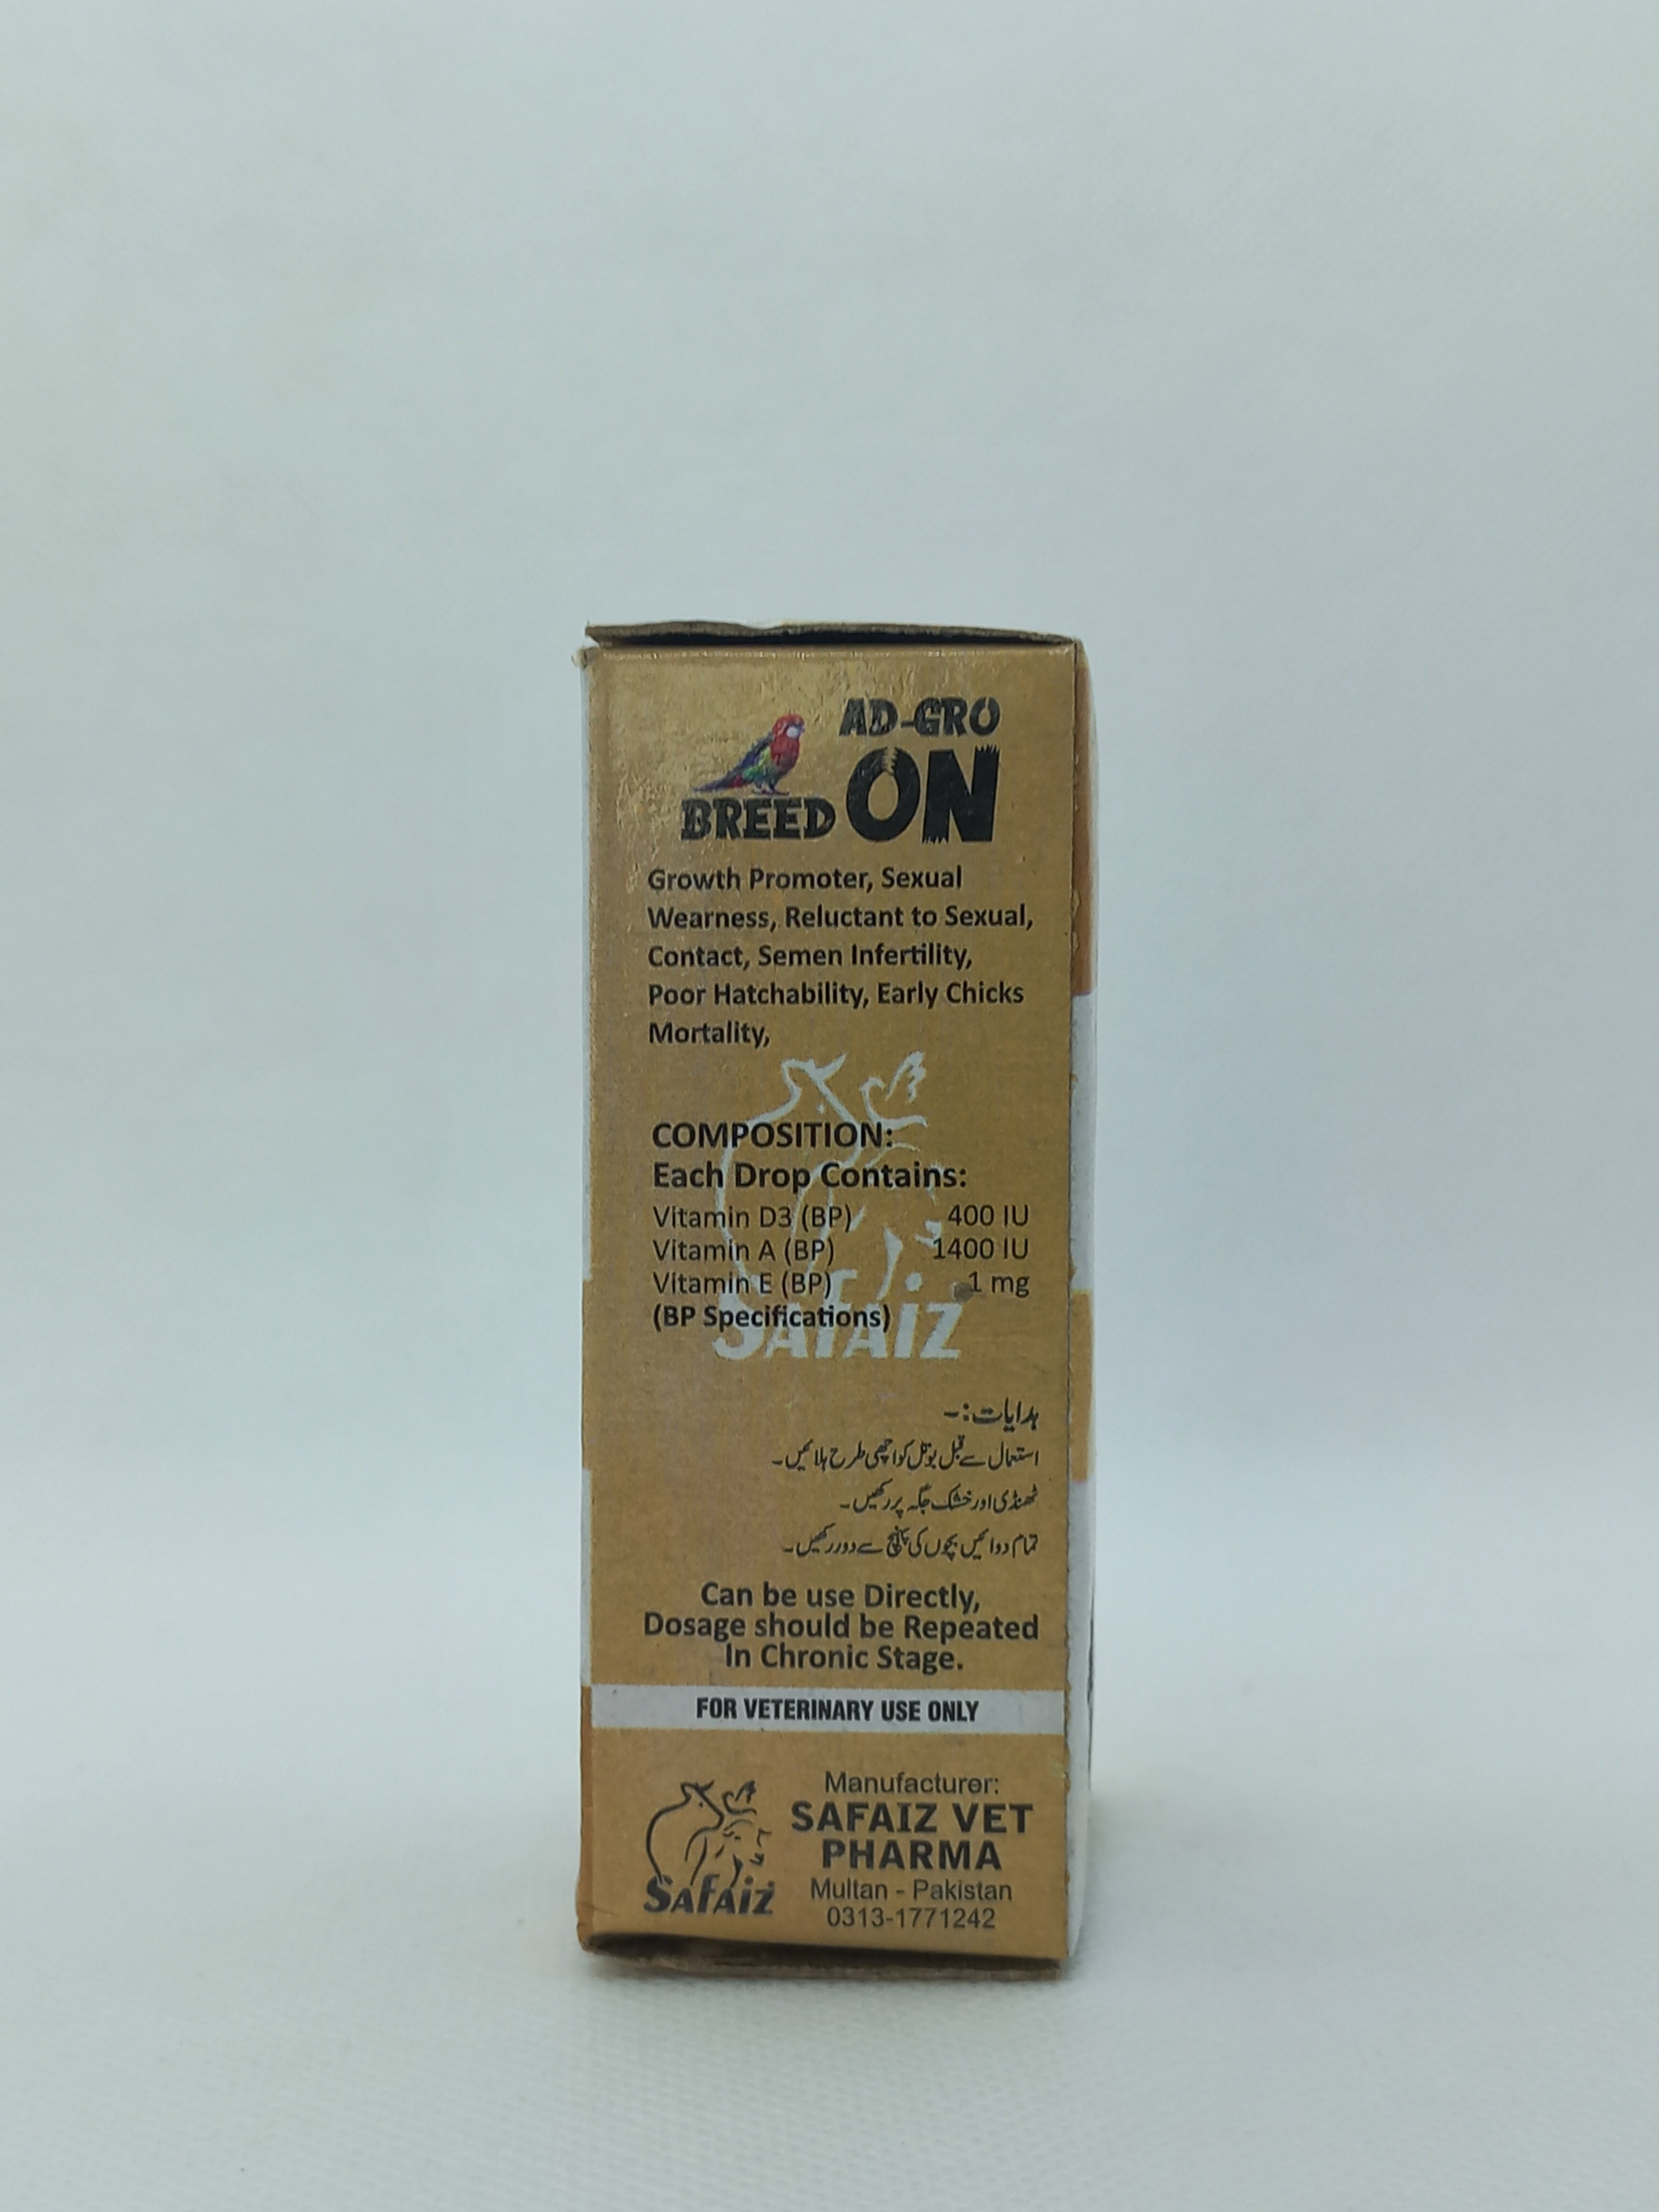 AD-GRO
BREED ON
Growth Promoter, Sexual
Wearness, Reluctant to Sexual,
Contact, Semen Infertility,
Poor Hatchability, Early Chicks
Mortality,
COMPOSITION:
Each Drop Contains:
Vitamin D3 (BP) 400 IU
Vitamin A (BP) 1400 IU
Vitamin E (BP) 1 mg
(BP Specifications)
SAFAIZ
ہدایات:-
استعمال سے قبل بوتل کو اچھی طرح ہلائیں۔
ٹھنڈی اور خشک جگہ پر رکھیں۔
تمام دوائیں بچوں کی پہنچ سے دور رکھیں۔
Can be use Directly,
Dosage should be Repeated
In Chronic Stage.
FOR VETERINARY USE ONLY
Manufacturer:
SAFAIZ VET
PHARMA
Multan - Pakistan
0313-1771242
SAFAIZ